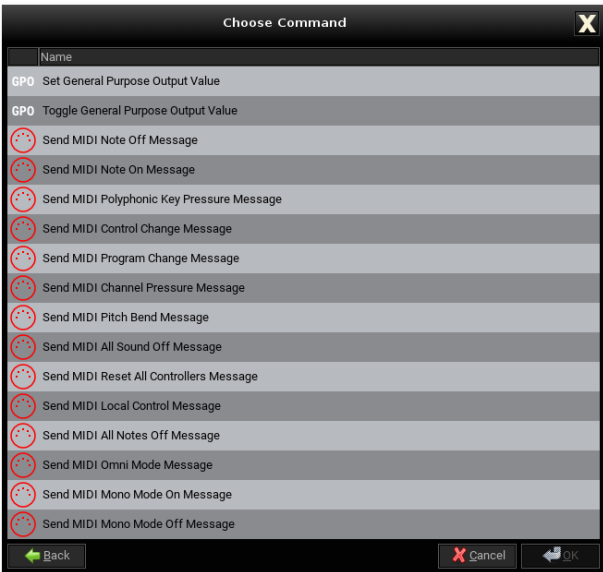 Choose Command
X
Name
GPO Set General Purpose Output Value
GPO Toggle General Purpose Output Value
Send MIDI Note Off Message
Send MIDI Note On Message
Send MIDI Polyphonic Key Pressure Message
Send MIDI Control Change Message
Send MIDI Program Change Message
Send MIDI Channel Pressure Message
Send MIDI Pitch Bend Message
Send MIDI All Sound Off Message
Send MIDI Reset All Controllers Message
Send MIDI Local Control Message
Send MIDI All Notes Off Message
Send MIDI Omni Mode Message
Send MIDI Mono Mode On Message
Send MIDI Mono Mode Off Message
Back Cancel OK